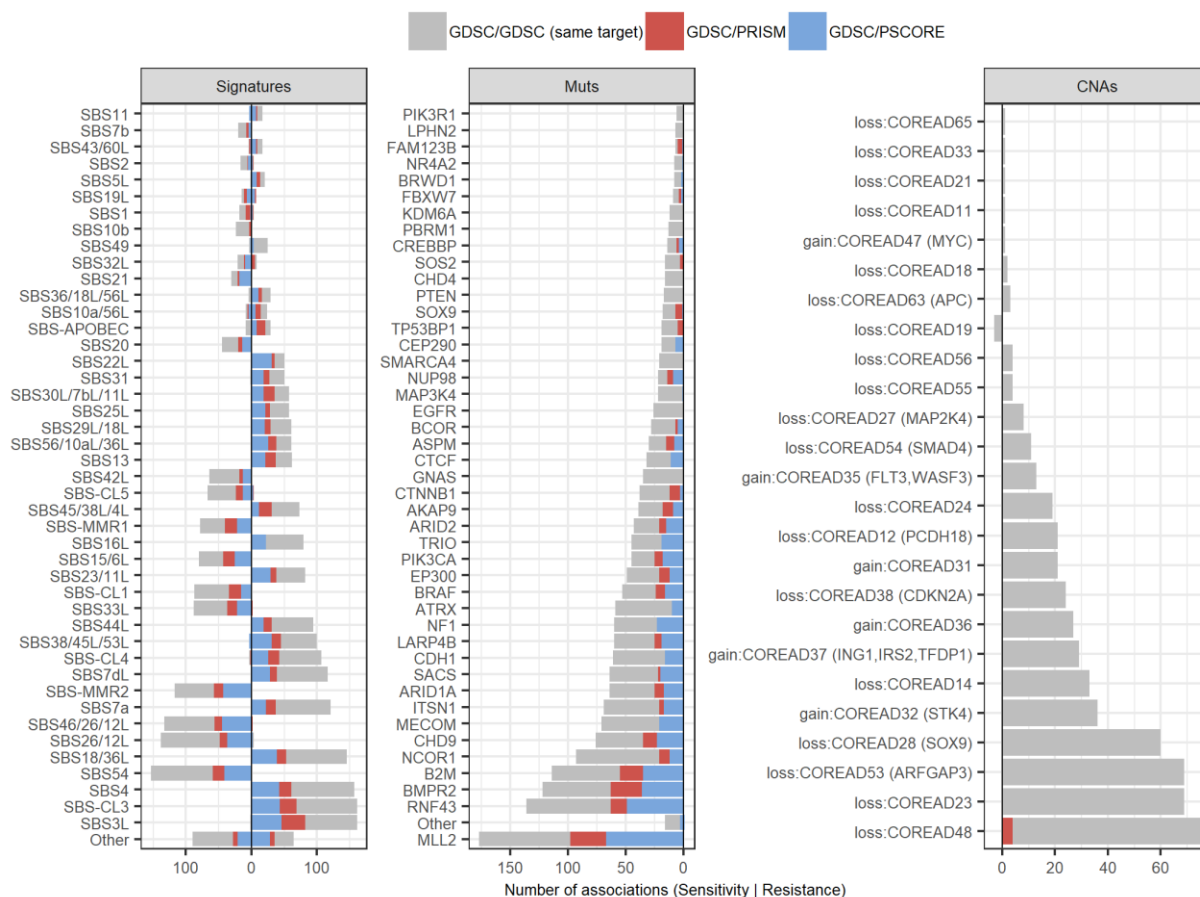 GDSC/GDSC (same target) GDSC/PRISM GDSC/PSCORE
Signatures
SBS11
SBS7b
SBS43/60L
SBS2
SBS5L
SBS19L
SBS1
SBS10b
SBS49
SBS32L
SBS21
SBS36/18L/56L
SBS10a/56L
SBS-APOBEC
SBS20
SBS22L
SBS31
SBS30L/7bL/11L
SBS25L
SBS29L/18L
SBS56/10aL/36L
SBS13
SBS42L
SBS-CL5
SBS45/38L/4L
SBS-MMR1
SBS16L
SBS15/6L
SBS23/11L
SBS-CL1
SBS33L
SBS44L
SBS38/45L/53L
SBS-CL4
SBS7dL
SBS-MMR2
SBS7a
SBS46/26/12L
SBS26/12L
SBS18/36L
SBS54
SBS4
SBS-CL3
SBS3L
Other
100 0 100
Muts
PIK3R1
LPHN2
FAM123B
NR4A2
BRWD1
FBXW7
KDM6A
PBRM1
CREBBP
SOS2
CHD4
PTEN
SOX9
TP53BP1
CEP290
SMARCA4
NUP98
MAP3K4
EGFR
BCOR
ASPM
CTCF
GNAS
CTNNB1
AKAP9
ARID2
TRIO
PIK3CA
EP300
BRAF
ATRX
NF1
LARP4B
CDH1
SACS
ARID1A
ITSN1
MECOM
CHD9
NCOR1
B2M
BMPR2
RNF43
Other
MLL2
150 100 50 0
CNAs
loss:COREAD65
loss:COREAD33
loss:COREAD21
loss:COREAD11
gain:COREAD47 (MYC)
loss:COREAD18
loss:COREAD63 (APC)
loss:COREAD19
loss:COREAD56
loss:COREAD55
loss:COREAD27 (MAP2K4)
loss:COREAD54 (SMAD4)
gain:COREAD35 (FLT3,WASF3)
loss:COREAD24
loss:COREAD12 (PCDH18)
gain:COREAD31
loss:COREAD38 (CDKN2A)
gain:COREAD36
gain:COREAD37 (ING1,IRS2,TFDP1)
loss:COREAD14
gain:COREAD32 (STK4)
loss:COREAD28 (SOX9)
loss:COREAD53 (ARFGAP3)
loss:COREAD23
loss:COREAD48
0 20 40 60
Number of associations (Sensitivity | Resistance)